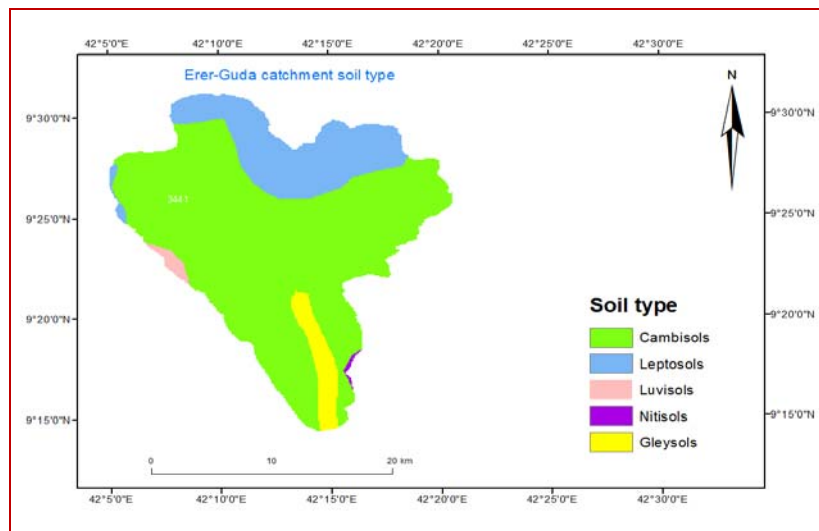 42°5'0"E 42°10'0"E 42°15'0"E 42°20'0"E 42°25'0"E 42°30'0"E
Erer-Guda catchment soil type
N
9°30'0"N 9°30'0"N
9°25'0"N 9°25'0"N
9°20'0"N 9°20'0"N
9°15'0"N 9°15'0"N
Soil type
Cambisols
Leptosols
Luvisols
Nitisols
Gleysols
0 10 20 km
42°5'0"E 42°10'0"E 42°15'0"E 42°20'0"E 42°25'0"E 42°30'0"E